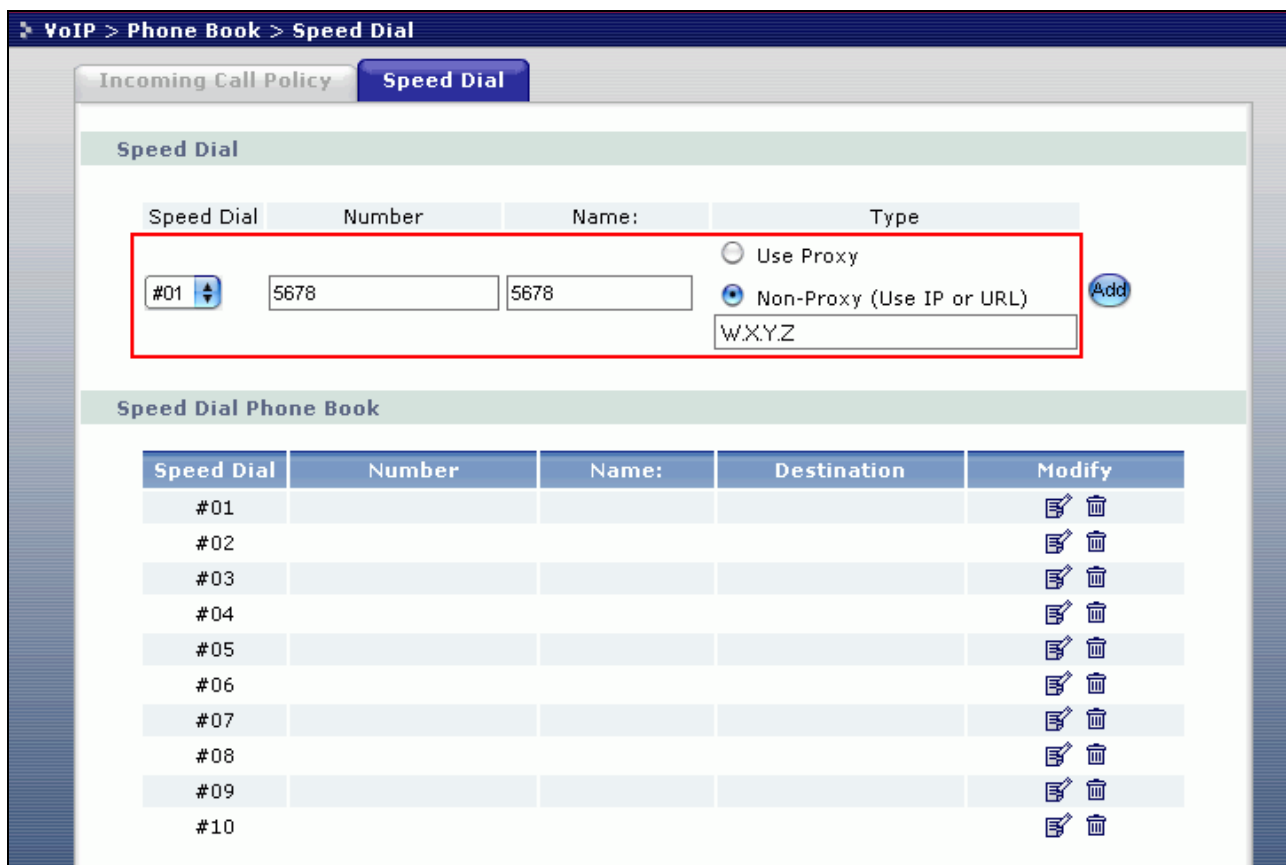 VoIP > Phone Book > Speed Dial
Incoming Call Policy Speed Dial
Speed Dial
Speed Dial Number Name: Type
Use Proxy
#01 5678 5678 Non-Proxy (Use IP or URL) Add
W.X.Y.Z
Speed Dial Phone Book
Speed Dial Number Name: Destination Modify
#01
#02
#03
#04
#05
#06
#07
#08
#09
#10